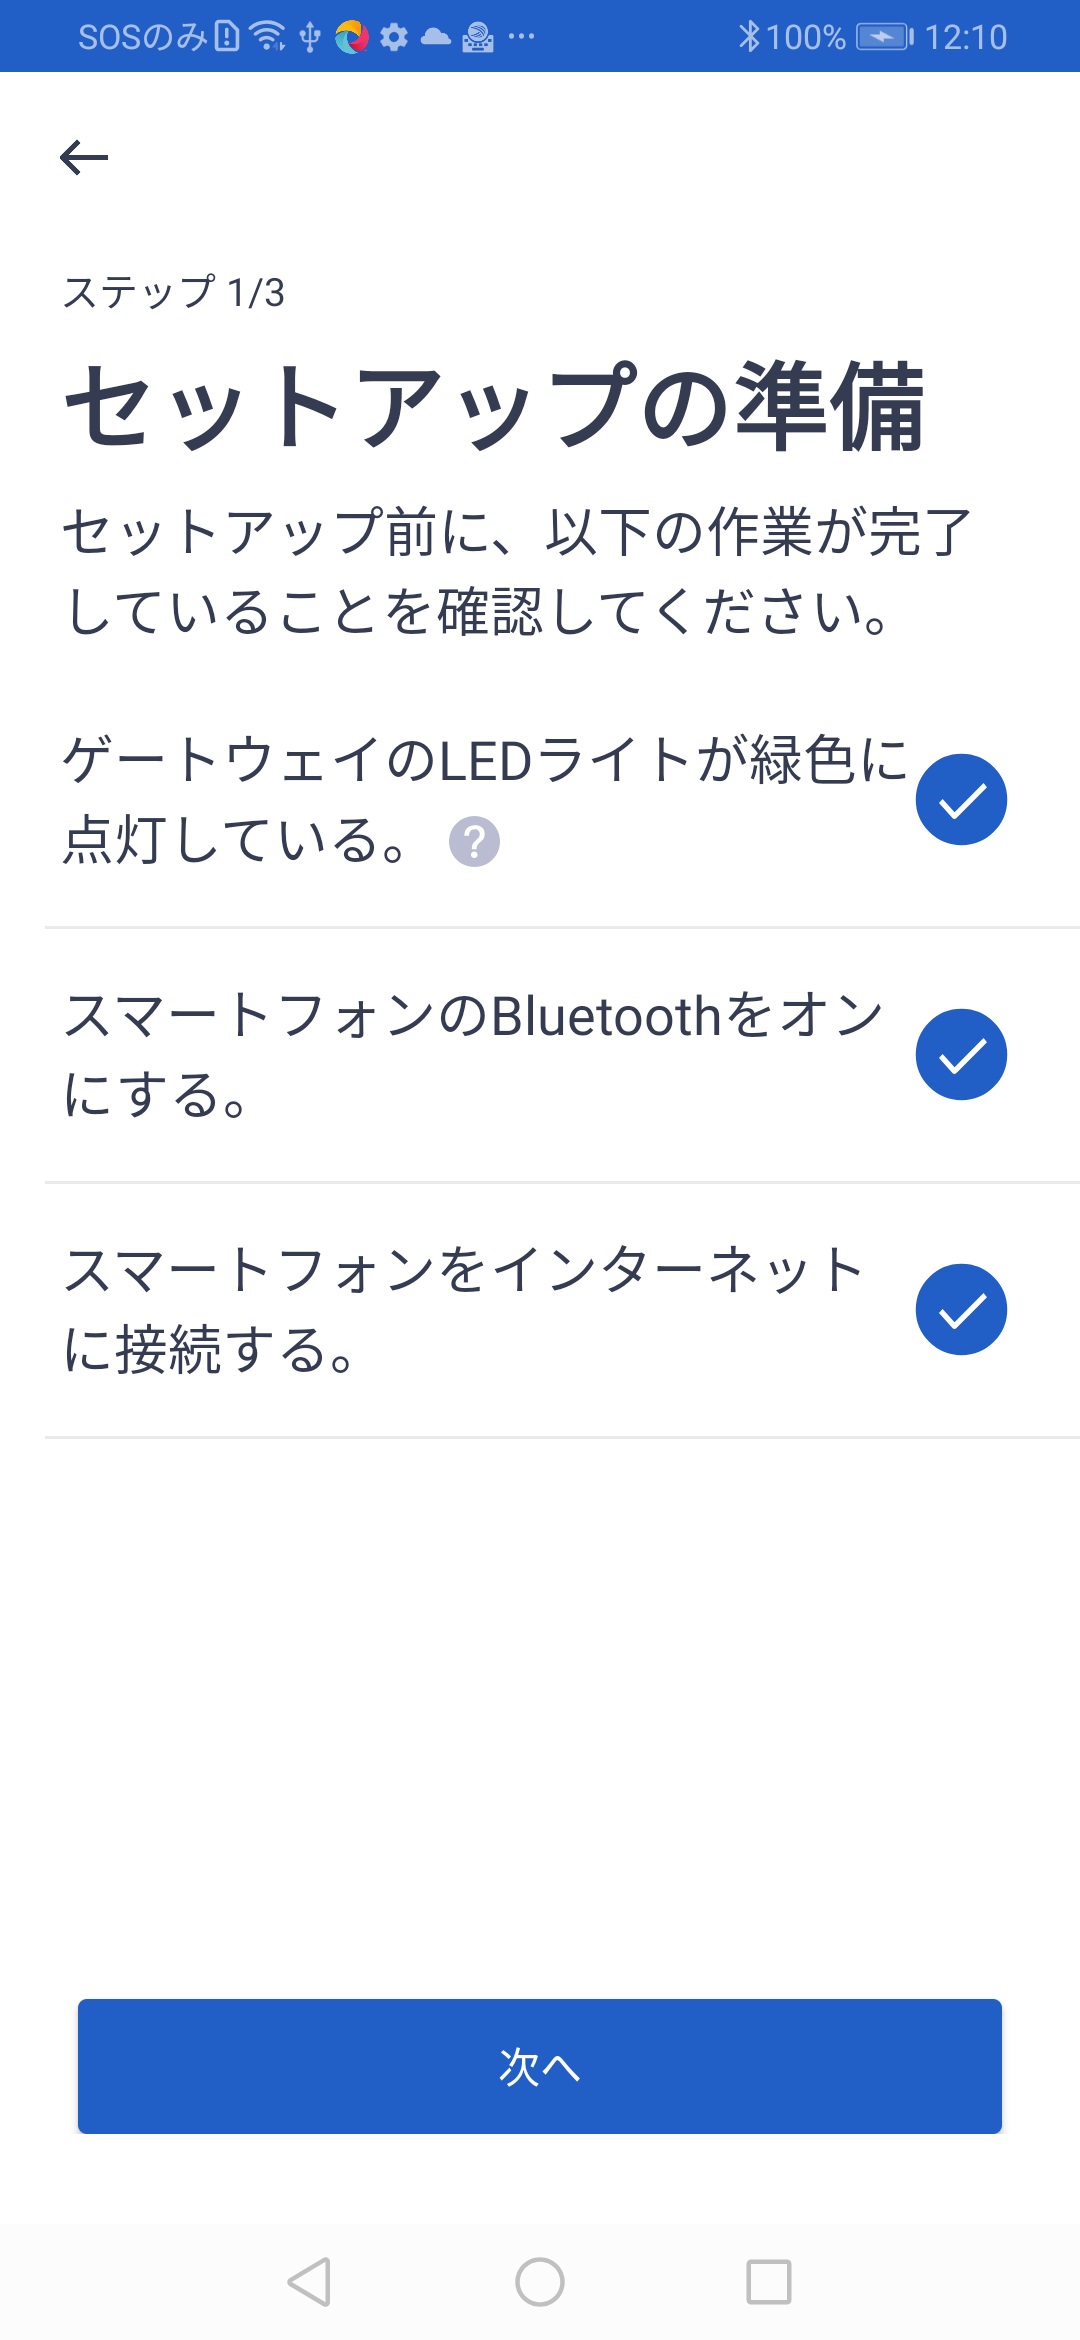 SOSのみ 100% 12:10
ステップ 1/3
セットアップの準備
セットアップ前に、以下の作業が完了
していることを確認してください。
ゲートウェイのLEDライトが緑色に
点灯している。 ?
スマートフォンのBluetoothをオン
にする。
スマートフォンをインターネット
に接続する。
次へ